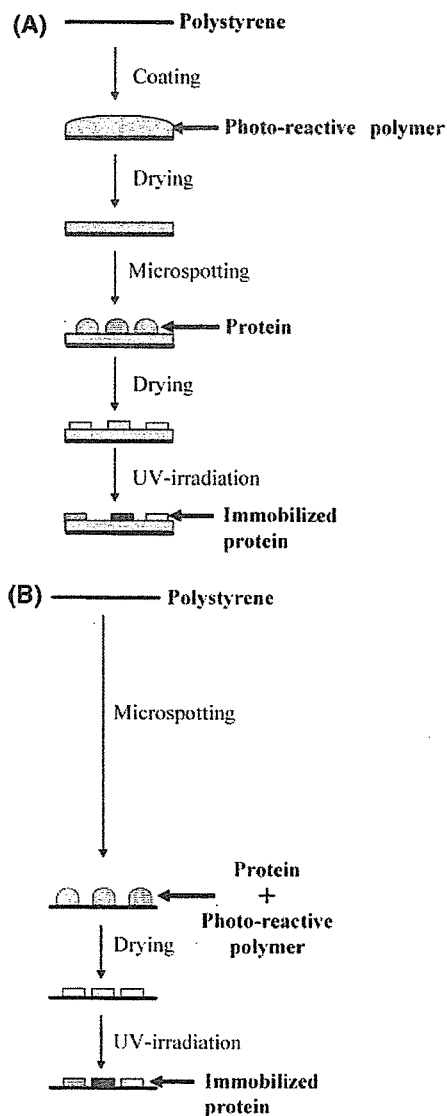 (A)
Polystyrene
Coating
Photo-reactive polymer
Drying
Microspotting
Protein
Drying
UV-irradiation
Immobilized
protein
(B)
Polystyrene
Microspotting
Protein
+
Photo-reactive
polymer
Drying
UV-irradiation
Immobilized
protein